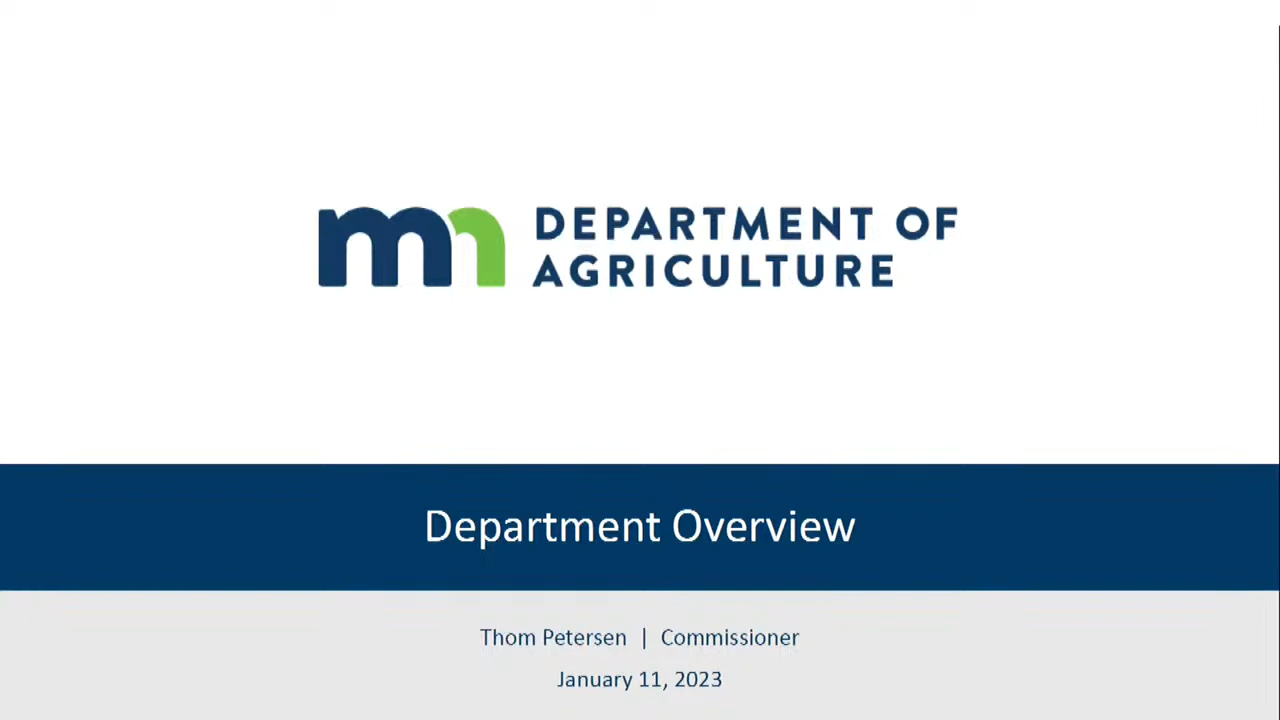 mn DEPARTMENT OF
AGRICULTURE
Department Overview
Thom Petersen | Commissioner
January 11, 2023